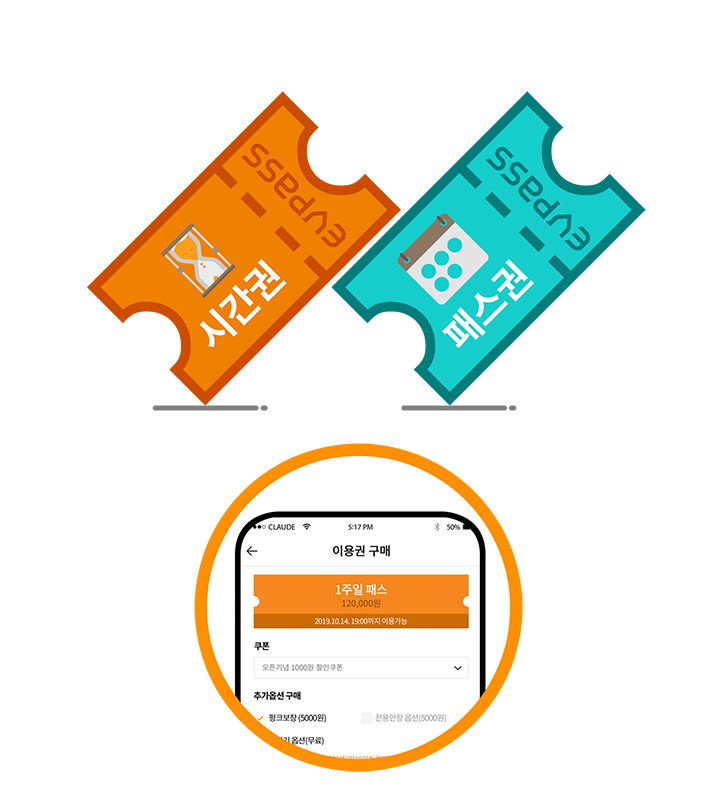 evpass
시간권
evpass
패스권
CLAUDE
5:17 PM
50%
이용권 구매
1주일 패스
120,000원
2019.10.14. 19:00까지 이용가능
쿠폰
오픈기념 1000원 할인쿠폰
추가옵션 구매
펑크보장 (5000원)
전용안장 옵션(5000원)
옵션(무료)